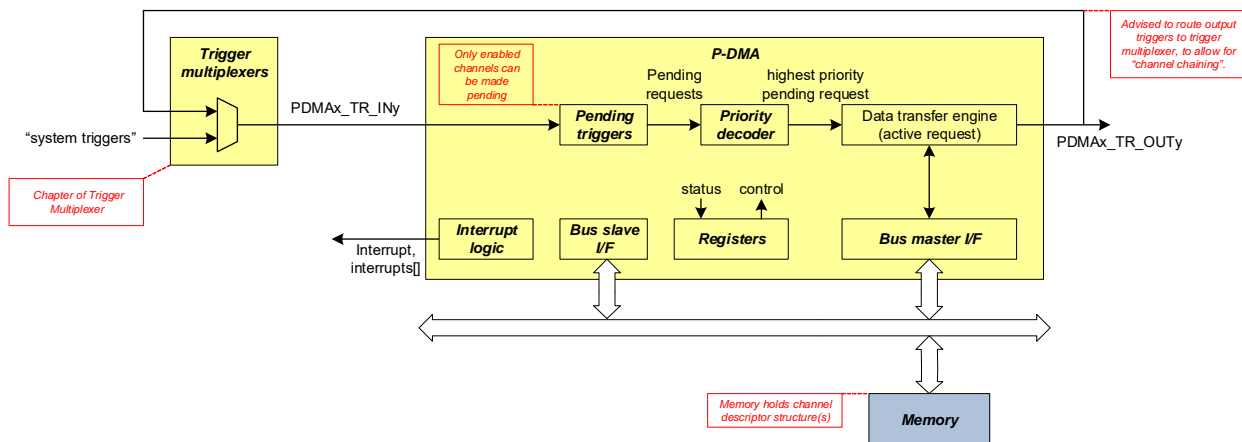 Advised to route output
triggers to trigger
multiplexer, to allow for
“channel chaining”.
Trigger
multiplexers
P-DMA
Only enabled
channels can
be made
pending
Pending
requests
highest priority
pending request
PDMAx_TR_INy
“system triggers”
Pending
triggers
Priority
decoder
Data transfer engine
(active request)
PDMAx_TR_OUTy
Chapter of Trigger
Multiplexer
status
control
Interrupt
logic
Bus slave
I/F
Registers
Bus master I/F
Interrupt,
interrupts[]
Memory holds channel
descriptor structure(s)
Memory